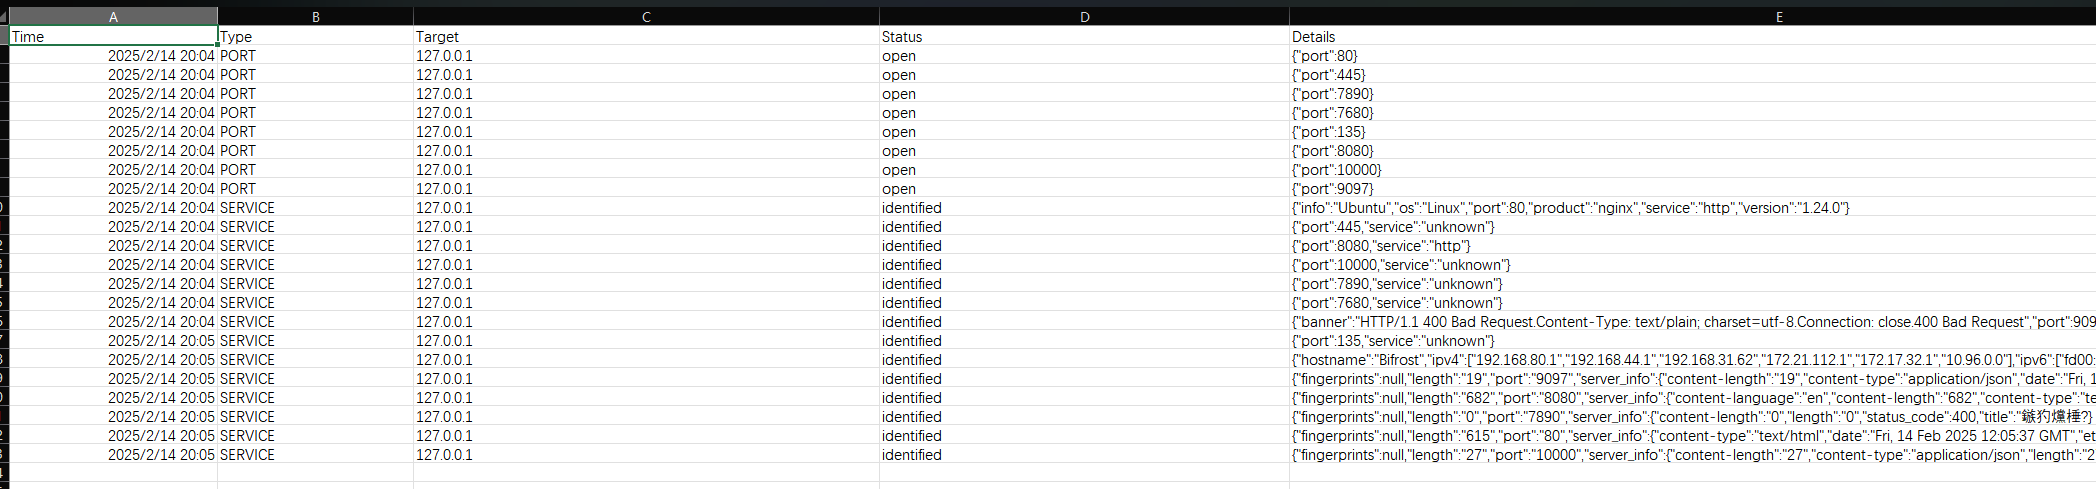 A B C D E
Time Type Target Status Details
2025/2/14 20:04 PORT 127.0.0.1 open {"port":80}
2025/2/14 20:04 PORT 127.0.0.1 open {"port":445}
2025/2/14 20:04 PORT 127.0.0.1 open {"port":7890}
2025/2/14 20:04 PORT 127.0.0.1 open {"port":7680}
2025/2/14 20:04 PORT 127.0.0.1 open {"port":135}
2025/2/14 20:04 PORT 127.0.0.1 open {"port":8080}
2025/2/14 20:04 PORT 127.0.0.1 open {"port":10000}
2025/2/14 20:04 PORT 127.0.0.1 open {"port":9097}
2025/2/14 20:04 SERVICE 127.0.0.1 identified {"info":"Ubuntu","os":"Linux","port":80,"product":"nginx","service":"http","version":"1.24.0"}
2025/2/14 20:04 SERVICE 127.0.0.1 identified {"port":445,"service":"unknown"}
2025/2/14 20:04 SERVICE 127.0.0.1 identified {"port":8080,"service":"http"}
2025/2/14 20:04 SERVICE 127.0.0.1 identified {"port":10000,"service":"unknown"}
2025/2/14 20:04 SERVICE 127.0.0.1 identified {"port":7890,"service":"unknown"}
2025/2/14 20:04 SERVICE 127.0.0.1 identified {"port":7680,"service":"unknown"}
2025/2/14 20:04 SERVICE 127.0.0.1 identified {"banner":"HTTP/1.1 400 Bad Request.Content-Type: text/plain; charset=utf-8.Connection: close.400 Bad Request","port":909
2025/2/14 20:05 SERVICE 127.0.0.1 identified {"port":135,"service":"unknown"}
2025/2/14 20:05 SERVICE 127.0.0.1 identified {"hostname":"Bifrost","ipv4":["192.168.80.1","192.168.44.1","192.168.31.62","172.21.112.1","172.17.32.1","10.96.0.0"],"ipv6":["fd00:
2025/2/14 20:05 SERVICE 127.0.0.1 identified {"fingerprints":null,"length":"19","port":"9097","server_info":{"content-length":"19","content-type":"application/json","date":"Fri, 1
2025/2/14 20:05 SERVICE 127.0.0.1 identified {"fingerprints":null,"length":"682","port":"8080","server_info":{"content-language":"en","content-length":"682","content-type":"te
2025/2/14 20:05 SERVICE 127.0.0.1 identified {"fingerprints":null,"length":"0","port":"7890","server_info":{"content-length":"0","length":"0","status_code":400,"title":
2025/2/14 20:05 SERVICE 127.0.0.1 identified {"fingerprints":null,"length":"615","port":"80","server_info":{"content-type":"text/html","date":"Fri, 14 Feb 2025 12:05:37 GMT","et
2025/2/14 20:05 SERVICE 127.0.0.1 identified {"fingerprints":null,"length":"27","port":"10000","server_info":{"content-length":"27","content-type":"application/json","length":"2